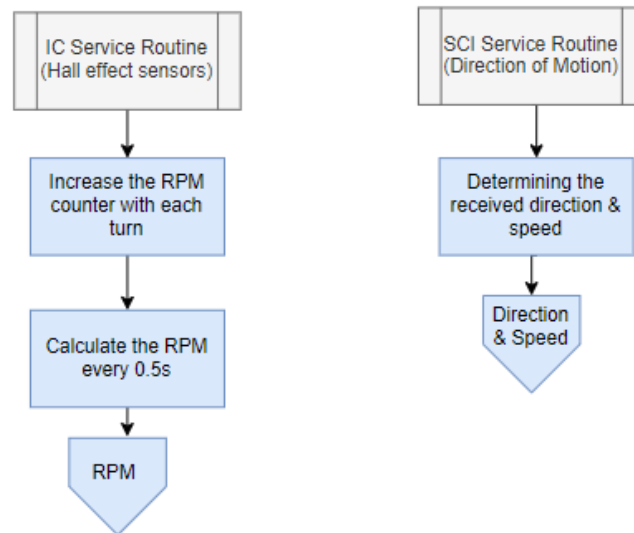 IC Service Routine
(Hall effect sensors)
Increase the RPM
counter with each
turn
Calculate the RPM
every 0.5s
RPM
SCI Service Routine
(Direction of Motion)
Determining the
received direction &
speed
Direction
& Speed